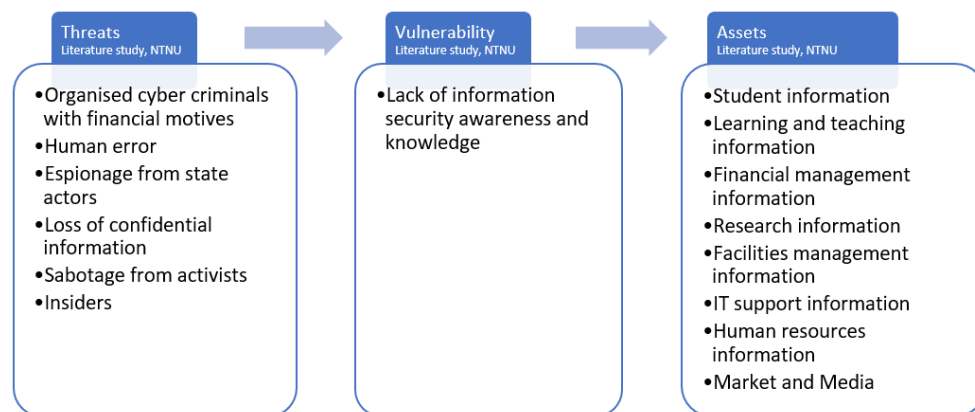 Threats
Literature study, NTNU
•Organised cyber criminals
with financial motives
•Human error
•Espionage from state
actors
•Loss of confidential
information
•Sabotage from activists
•Insiders
Vulnerability
Literature study, NTNU
•Lack of information
security awareness and
knowledge
Assets
Literature study, NTNU
•Student information
•Learning and teaching
information
•Financial management
information
•Research information
•Facilities management
information
•IT support information
•Human resources
information
•Market and Media